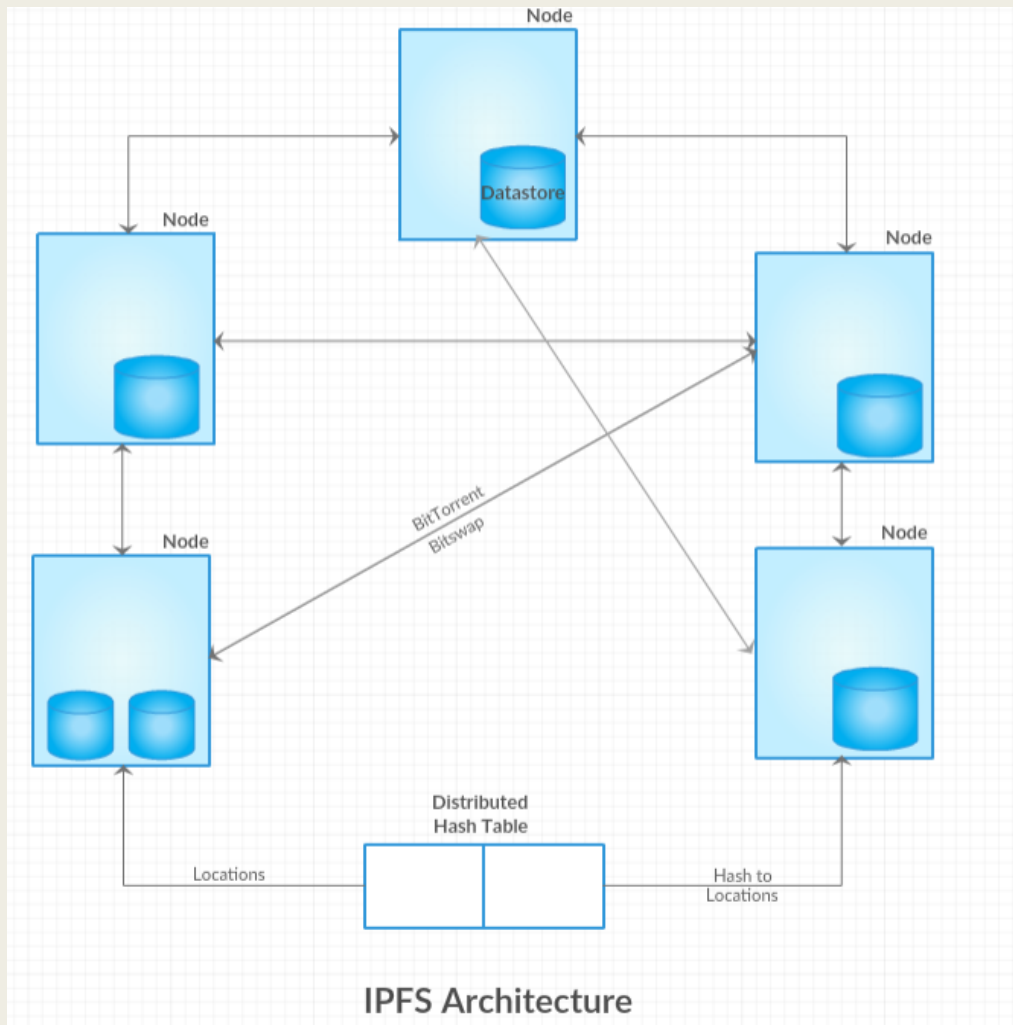 Node
Datastore
Node
Node
BitTorrent
Bitswap
Node
Node
Distributed
Hash Table
Locations
Hash to
Locations
IPFS Architecture